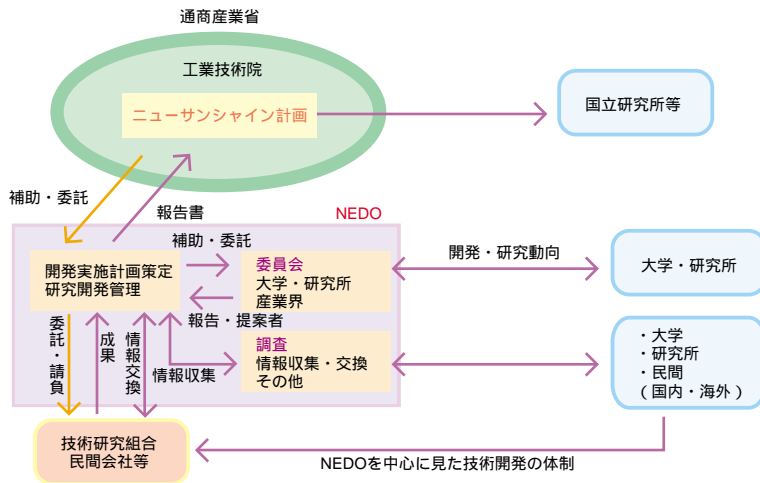 通商産業省
工業技術院
ニューサンシャイン計画
国立研究所等
補助・委託
報告書
NEDO
補助・委託
開発・研究動向
開発実施計画策定
研究開発管理
委員会
大学・研究所
産業界
大学・研究所
報告・提案者
委託・請負
成果
情報交換
情報収集
調査
情報収集・交換
その他
・大学
・研究所
・民間
（国内・海外）
技術研究組合
民間会社等
NEDOを中心に見た技術開発の体制